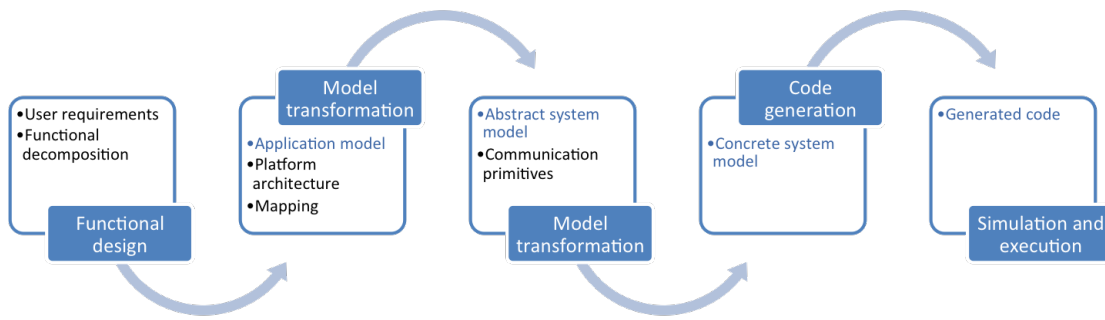 •User requirements
•Functional
decomposition
Functional
design
Model
transformation
•Application model
•Platform
architecture
•Mapping
•Abstract system
model
•Communication
primitives
Model
transformation
Code
generation
•Concrete system
model
•Generated code
Simulation and
execution